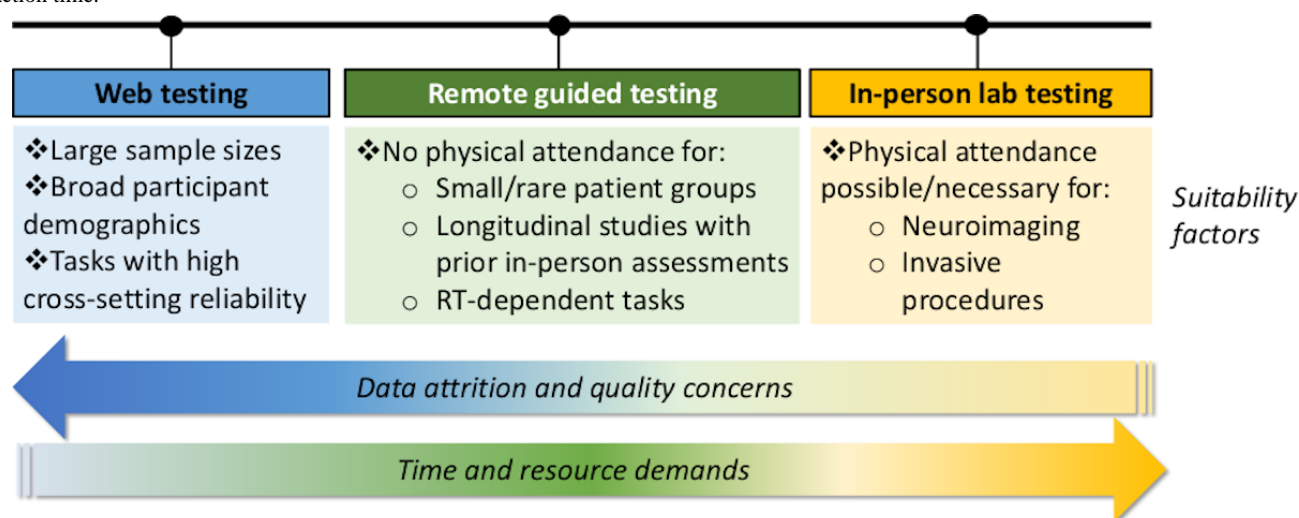 ction time.
Web testing
Remote guided testing
In-person lab testing
❖Large sample sizes
❖Broad participant
demographics
❖Tasks with high
cross-setting reliability
❖No physical attendance for:
o Small/rare patient groups
o Longitudinal studies with
prior in-person assessments
o RT-dependent tasks
❖Physical attendance
possible/necessary for:
o Neuroimaging
o Invasive
procedures
Suitability
factors
Data attrition and quality concerns
Time and resource demands